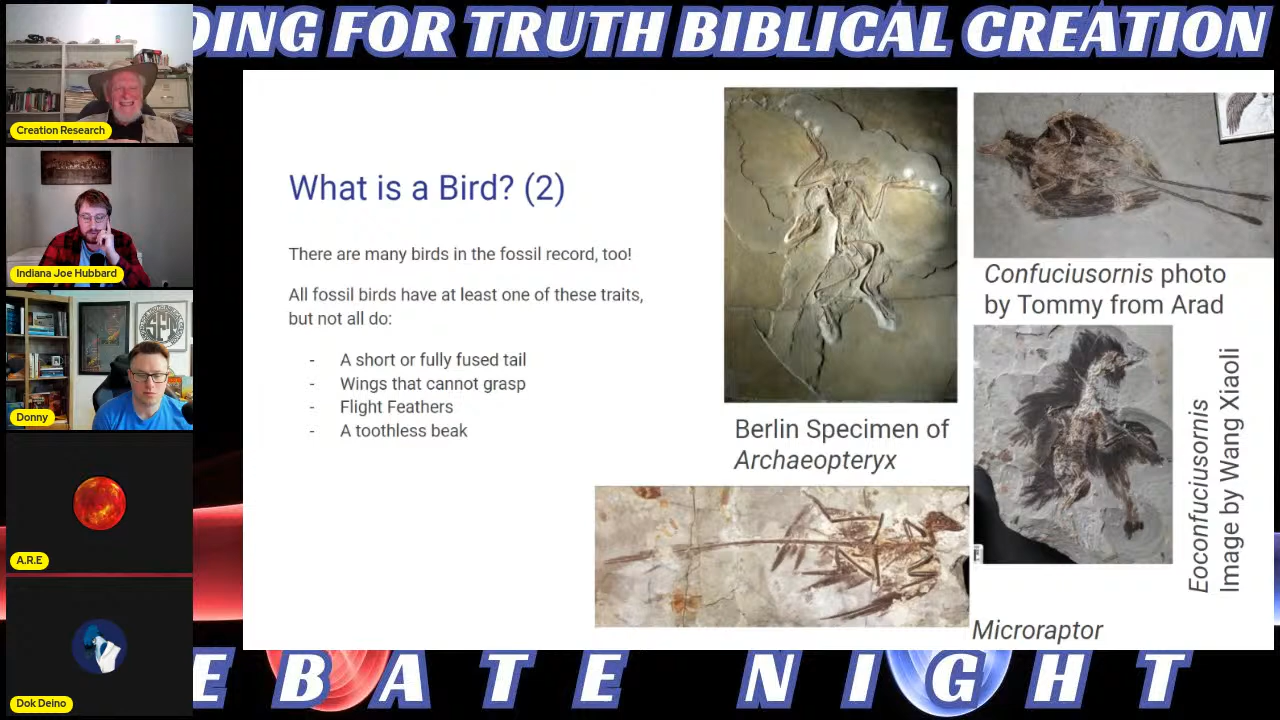 DING FOR TRUTH BIBLICAL CREATION
Creation Research
Indiana Joe Hubbard
Donny
A.R.E
Dok Deino
What is a Bird? (2)
There are many birds in the fossil record, too!
All fossil birds have at least one of these traits,
but not all do:
- A short or fully fused tail
- Wings that cannot grasp
- Flight Feathers
- A toothless beak
Berlin Specimen of
Archaeopteryx
Confuciusornis photo
by Tommy from Arad
Eoconfuciusornis
Image by Wang Xiaoli
Microraptor
EBATE NIGHT